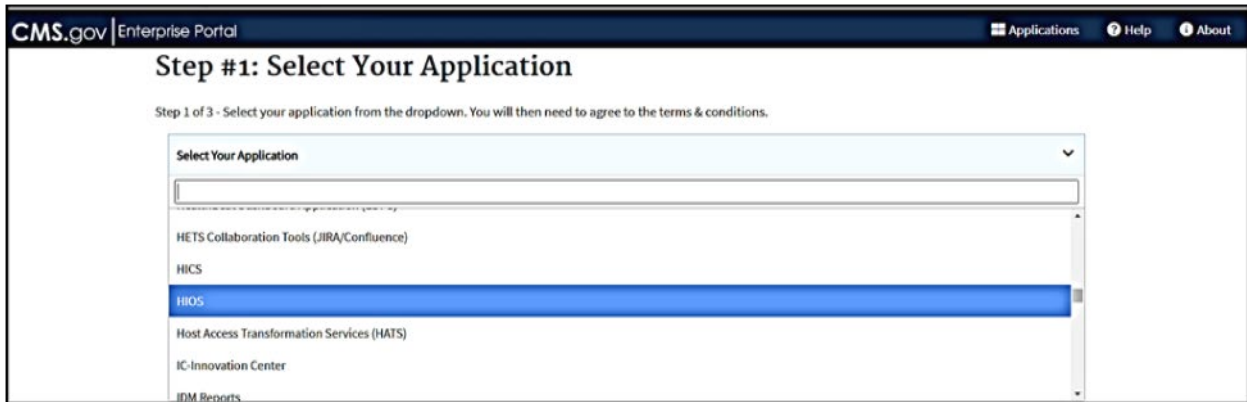 CMS.gov Enterprise Portal
Applications Help About
Step #1: Select Your Application
Step 1 of 3 - Select your application from the dropdown. You will then need to agree to the terms & conditions.
Select Your Application
HETS Collaboration Tools (JIRA/Confluence)
HICS
HIOS
Host Access Transformation Services (HATS)
IC-Innovation Center
IDM Reports